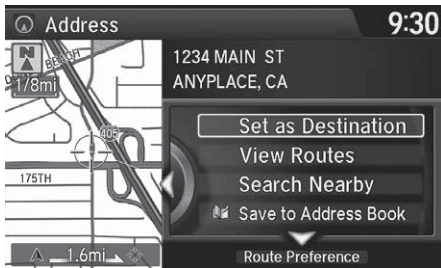 Address
9:30
N
BEACH
1/8mi
405
175TH
1.6mi
1234 MAIN ST
ANYPLACE, CA
Set as Destination
View Routes
Search Nearby
Save to Address Book
Route Preference